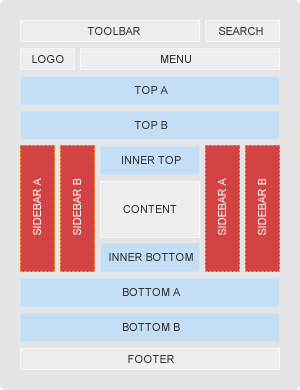 TOOLBAR
SEARCH
LOGO
MENU
TOP A
TOP B
SIDEBAR A
SIDEBAR B
INNER TOP
CONTENT
INNER BOTTOM
SIDEBAR A
SIDEBAR B
BOTTOM A
BOTTOM B
FOOTER